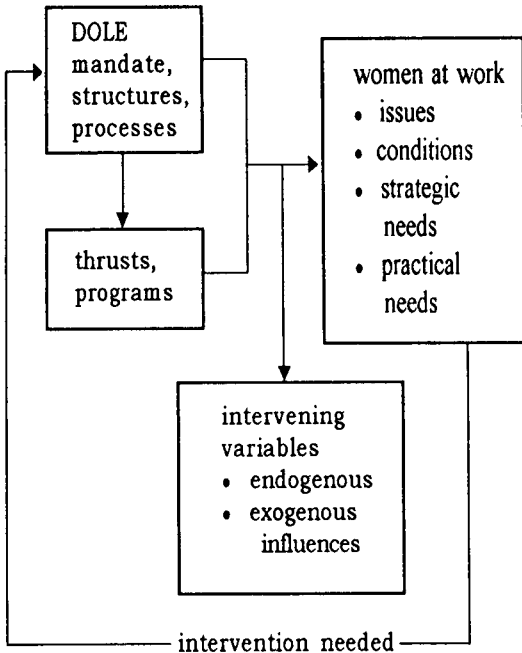 DOLE
mandate,
structures,
processes
thrusts,
programs
women at work
• issues
• conditions
• strategic
needs
• practical
needs
intervening
variables
• endogenous
• exogenous
influences
intervention needed